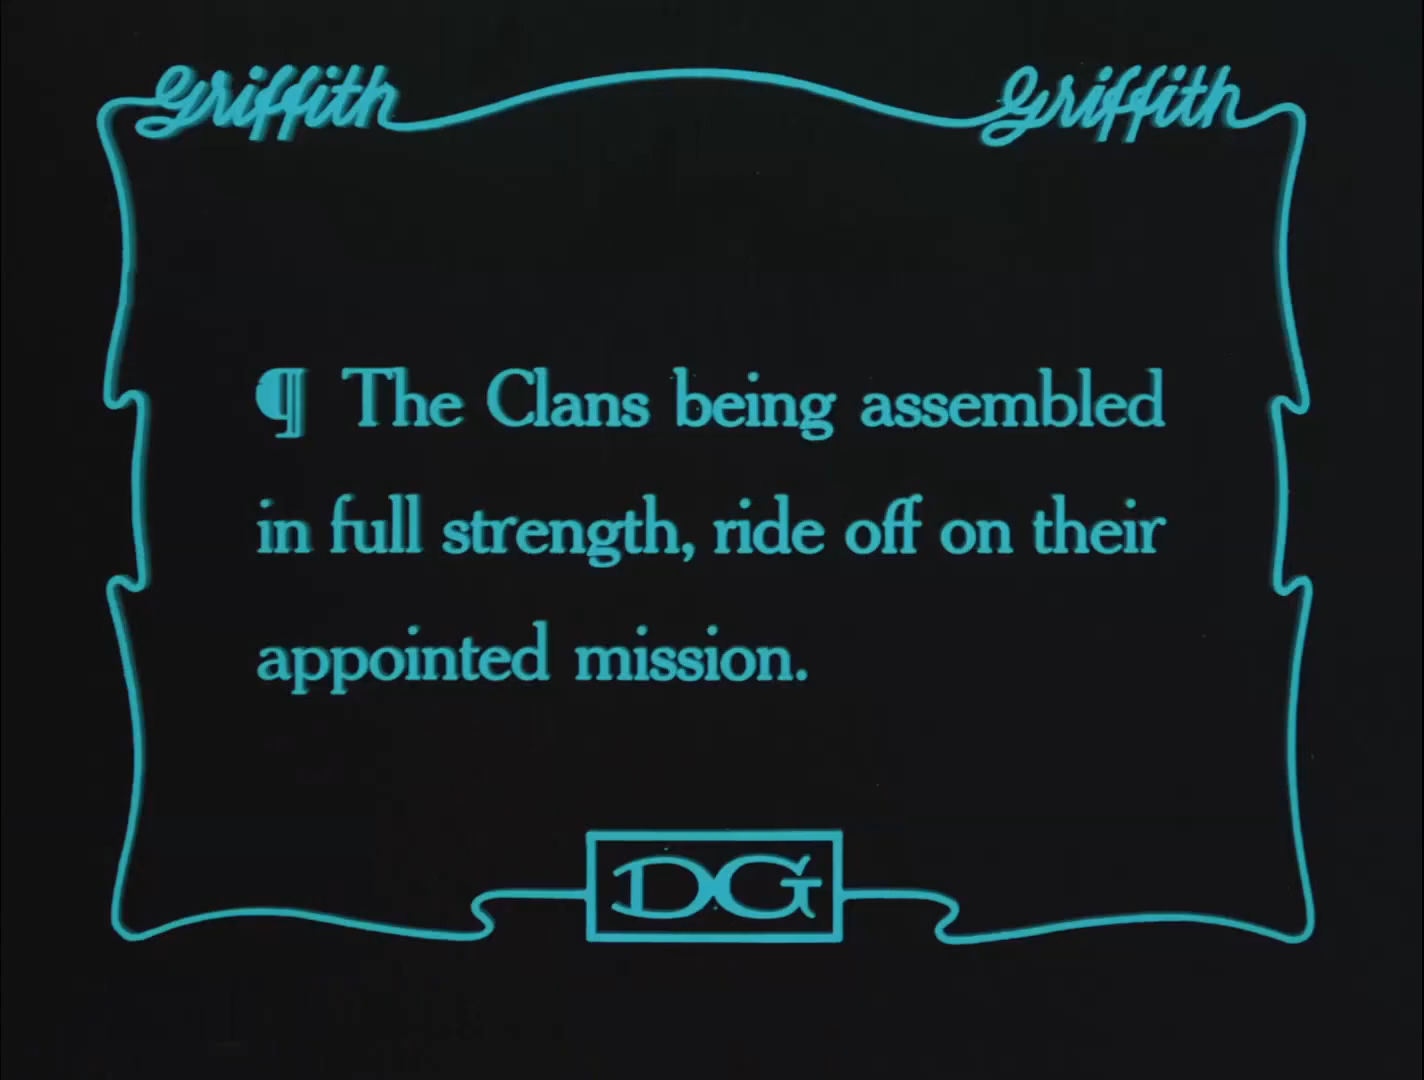 Griffith Griffith
¶ The Clans being assembled
in full strength, ride off on their
appointed mission.
DG